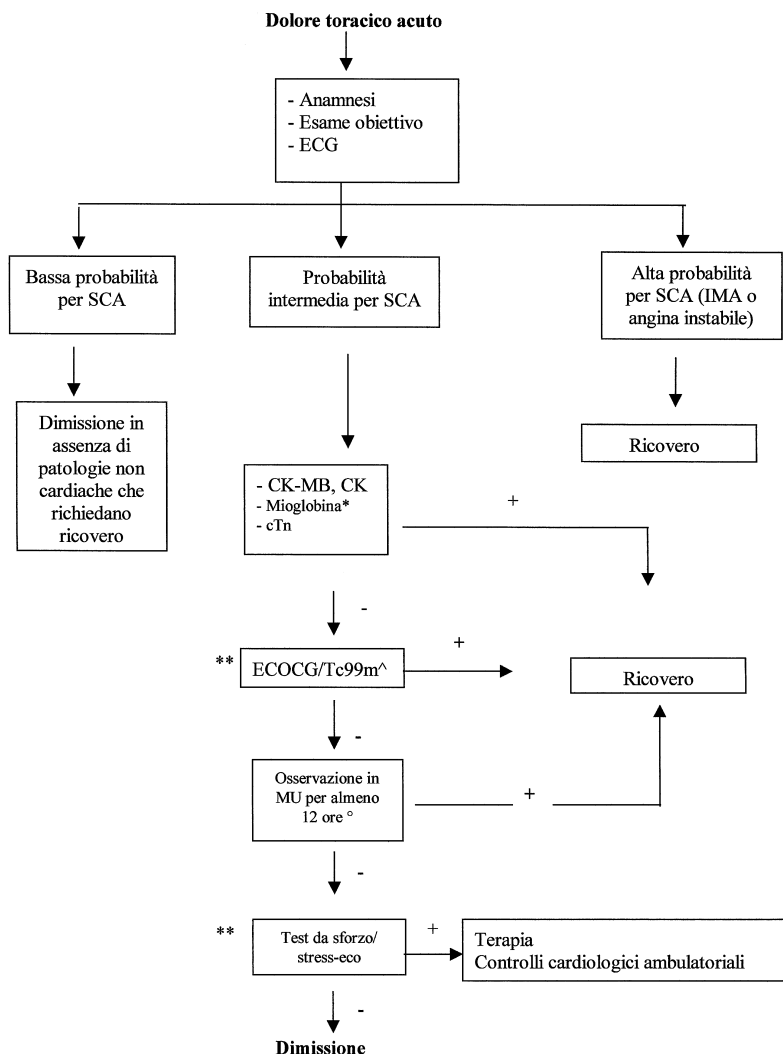 Dolore toracico acuto
- Anamnesi
- Esame obiettivo
- ECG
Bassa probabilità
per SCA
Probabilità
intermedia per SCA
Alta probabilità
per SCA (IMA o
angina instabile)
Dimissione in
assenza di
patologie non
cardiache che
richiedano
ricovero
Ricovero
- CK-MB, CK
- Mioglobina*
- cTn
+
-
** ECOCG/Tc99m^
+
Ricovero
-
Osservazione in
MU per almeno
12 ore °
+
-
** Test da sforzo/
stress-eco
+
Terapia
Controlli cardiologici ambulatoriali
-
Dimissione